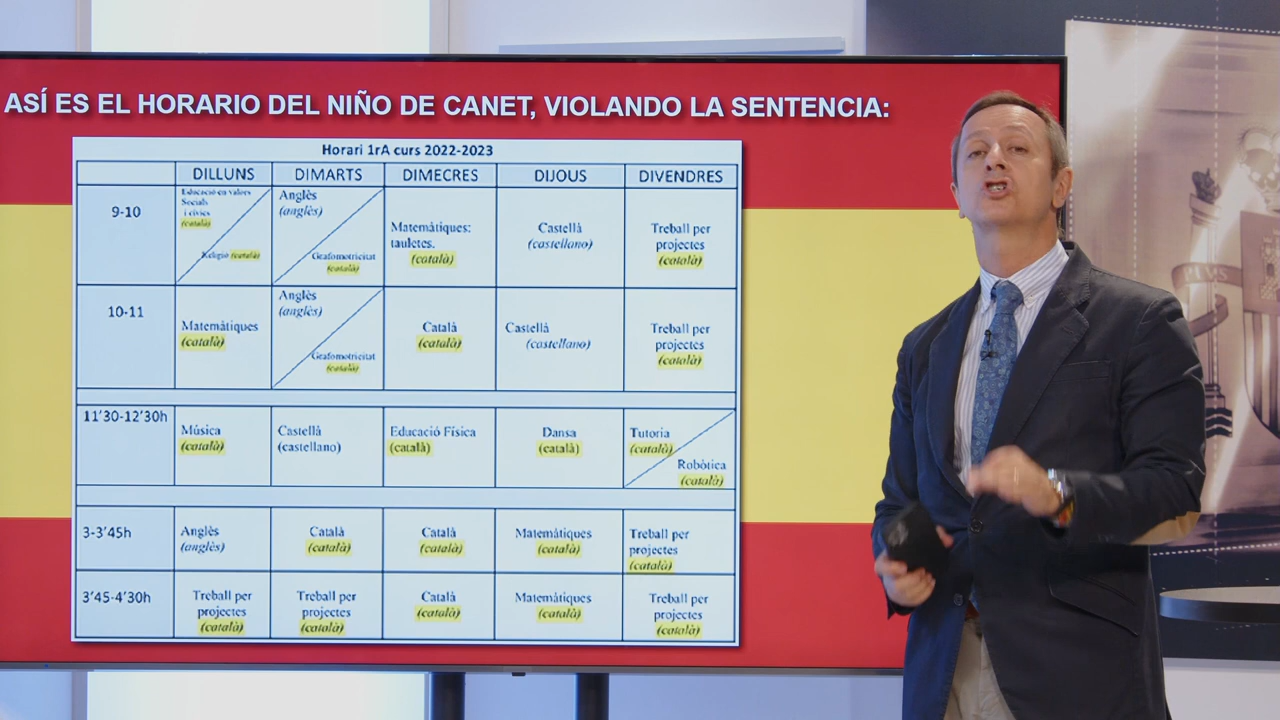 ASÍ ES EL HORARIO DEL NIÑO DE CANET, VIOLANDO LA SENTENCIA:
Horari 1rA curs 2022-2023
DILLUNS DIMARTS DIMECRES DIJOUS DIVENDRES
9-10
Educació en valors
Socials
i cívics
(català)
Religió (català)
Anglès
(anglès)
Grafomotricitat
(català)
Matemàtiques:
tauletes.
(català)
Castellà
(castellano)
Treball per
projectes
(català)
10-11
Matemàtiques
(català)
Anglès
(anglès)
Grafomotricitat
(català)
Català
(català)
Castellà
(castellano)
Treball per
projectes
(català)
11'30-12'30h
Música
(català)
Castellà
(castellano)
Educació Física
(català)
Dansa
(català)
Tutoria
(català)
Robòtica
(català)
3-3'45h
Anglès
(anglès)
Català
(català)
Català
(català)
Matemàtiques
(català)
Treball per
projectes
(català)
3'45-4'30h
Treball per
projectes
(català)
Treball per
projectes
(català)
Català
(català)
Matemàtiques
(català)
Treball per
projectes
(català)